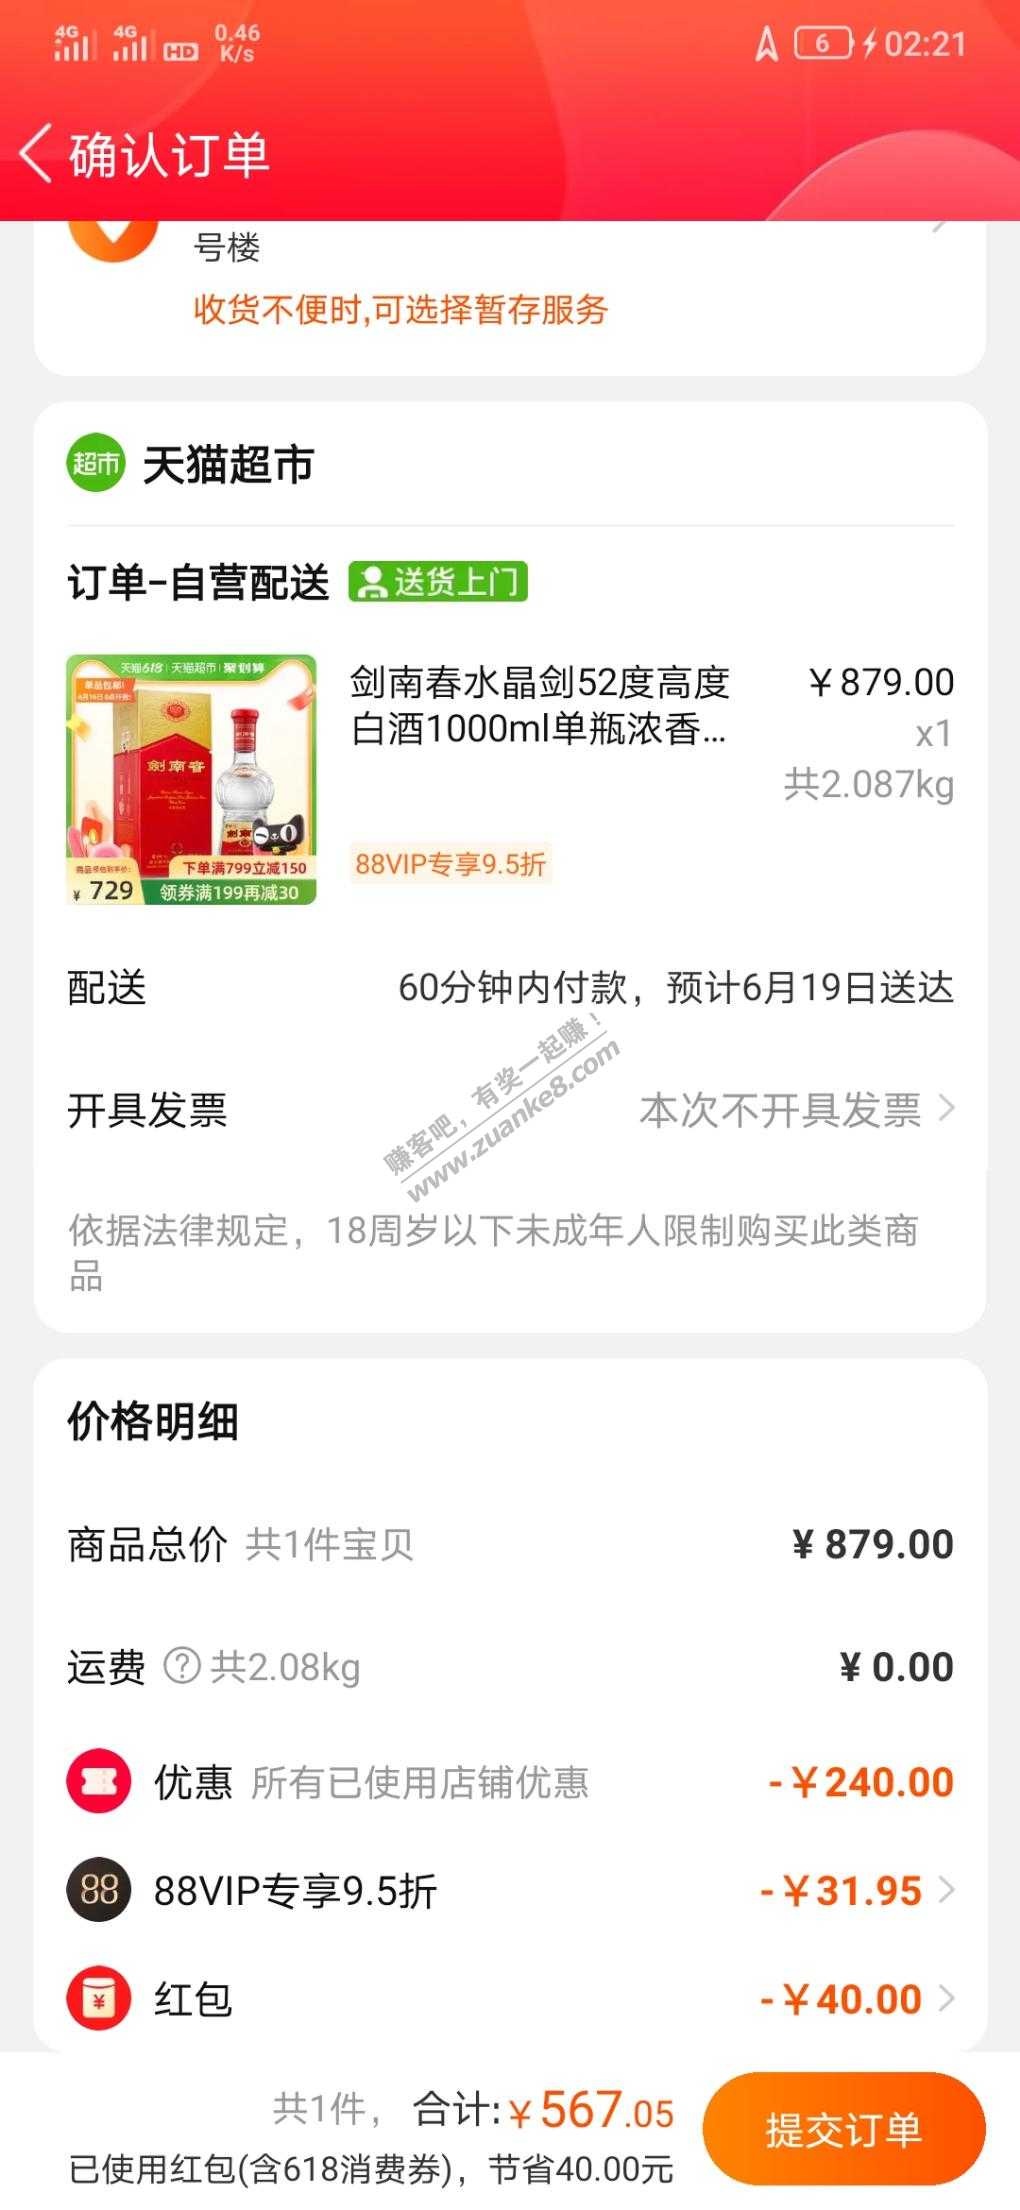 4G 4G HD 0.46 K/s 6 02:21
确认订单
号楼
收货不便时,可选择暂存服务
超市 天猫超市
订单-自营配送 送货上门
天猫618 | 天猫超市 | 聚划算
单品包邮!
剑南春
下单满799立减150
¥ 729 领券满199再减30
剑南春水晶剑52度高度 ￥879.00
白酒1000ml单瓶浓香... x1
共2.087kg
88VIP专享9.5折
配送 60分钟内付款，预计6月19日送达
赚客吧，有奖一起赚！
www.zuanke8.com
开具发票 本次不开具发票
依据法律规定，18周岁以下未成年人限制购买此类商
品
价格明细
商品总价 共1件宝贝 ¥ 879.00
运费 ? 共2.08kg ¥ 0.00
优惠 所有已使用店铺优惠 -￥240.00
88 88VIP专享9.5折 -￥31.95
¥ 红包 -￥40.00
共1件， 合计:￥567.05
已使用红包(含618消费券)，节省40.00元
提交订单